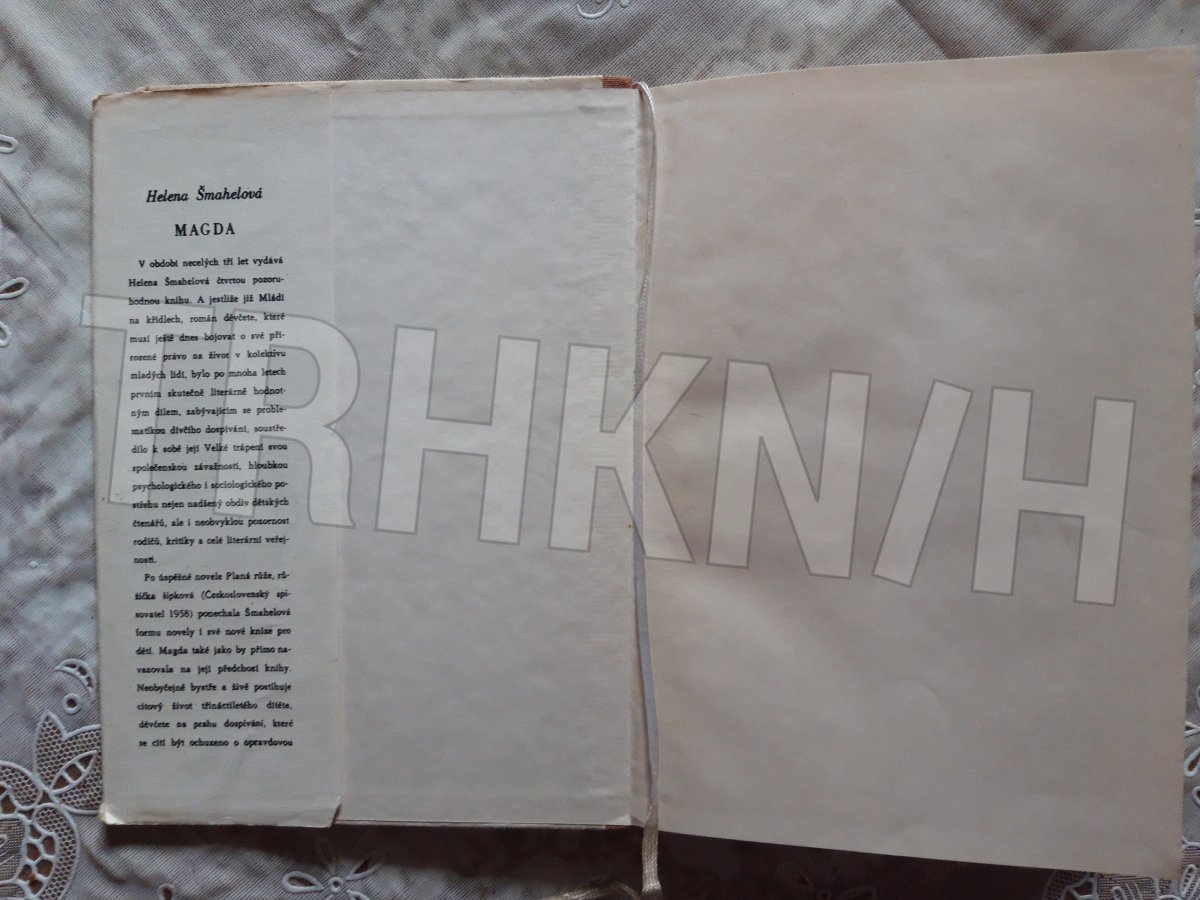 Helena Šmahelová
MAGDA
V období necelých tří let vydává
Helena Šmahelová čtvrtou pozoru-
hodnou knihu. A jestliže již Mládí
na křídlech, román děvčete, které
musí ještě dnes bojovat o své při-
rozené právo na život v kolektivu
mladých lidí, bylo po mnoha letech
prvním skutečně literárně hodnot-
ným dílem, zabývajícím se proble-
matikou dívčího dospívání, soustře-
dilo k sobě její Velké trápení svou
společenskou závažností, hloubkou
psychologického i sociologického po-
střehu nejen nadšený obdiv dětských
čtenářů, ale i neobvyklou pozornost
rodičů, kritiky a celé literární veřej-
nosti.
Po úspěšné novele Planá růže, rů-
žička šípková (Československý spi-
sovatel 1958) ponechala Šmahelová
formu novely i své nové knize pro
děti. Magda také jako by přímo na-
vazovala na její předchozí knihy.
Neobyčejně bystře a živě postihuje
citový život třináctiletého dítěte,
děvčete na prahu dospívání, které
se cítí být ochuzeno o opravdovou
TRHKN/H